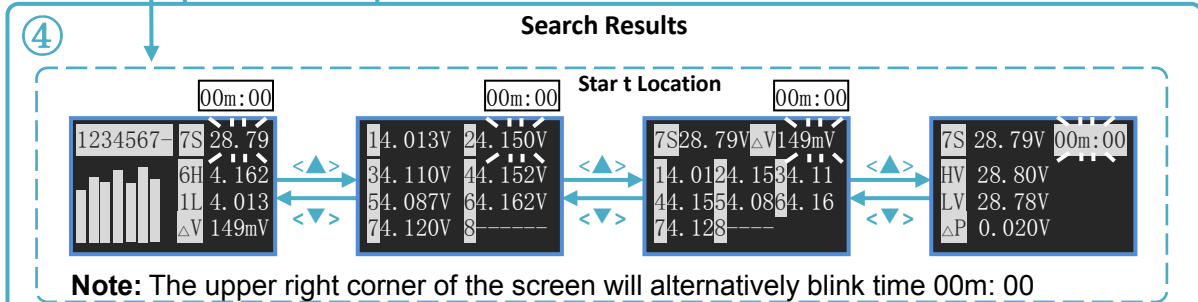 ④
Search Results
Star t Location
00m:00 00m:00 00m:00
1234567- 7S 28.79
6H 4.162
1L 4.013
△V 149mV
<▲>
<▼>
14.013V 24.150V
34.110V 44.152V
54.087V 64.162V
74.120V 8------
<▲>
<▼>
7S28.79V△V149mV
14.0124.1534.11
44.1554.0864.16
74.128----
<▲>
<▼>
7S 28.79V 00m:00
HV 28.80V
LV 28.78V
△P 0.020V
Note: The upper right corner of the screen will alternatively blink time 00m: 00